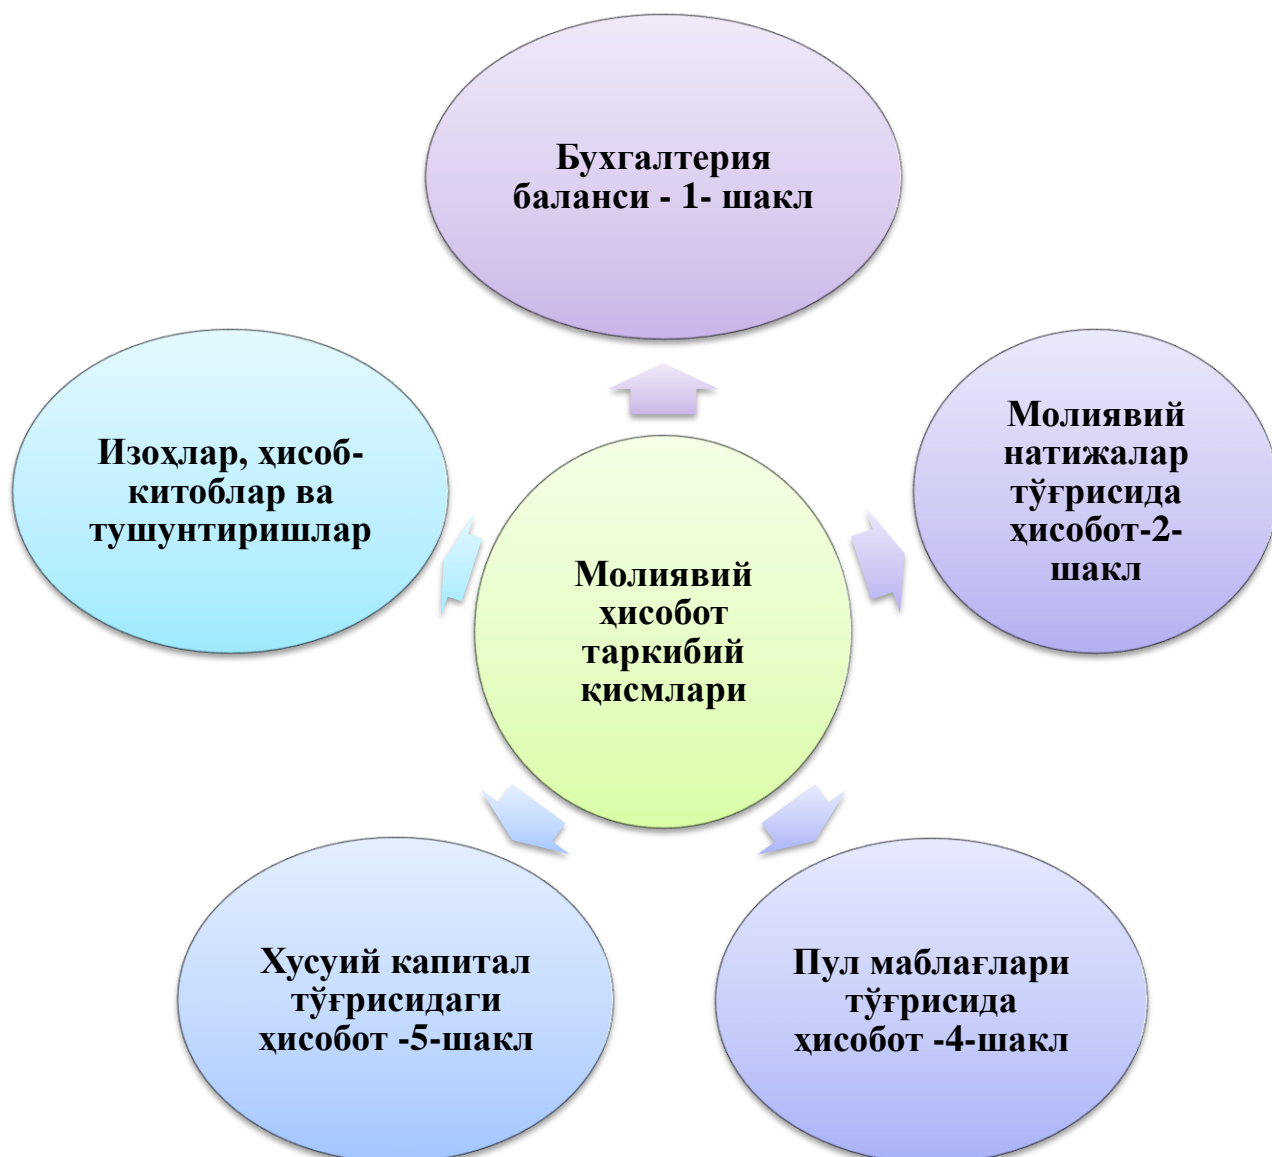 Бухгалтерия
баланси - 1- шакл
Молиявий
натижалар
тўғрисида
ҳисобот-2-
шакл
Изоҳлар, ҳисоб-
китоблар ва
тушунтиришлар
Молиявий
ҳисобот
таркибий
қисмлари
Хусуий капитал
тўғрисидаги
ҳисобот -5-шакл
Пул маблағлари
тўғрисида
ҳисобот -4-шакл